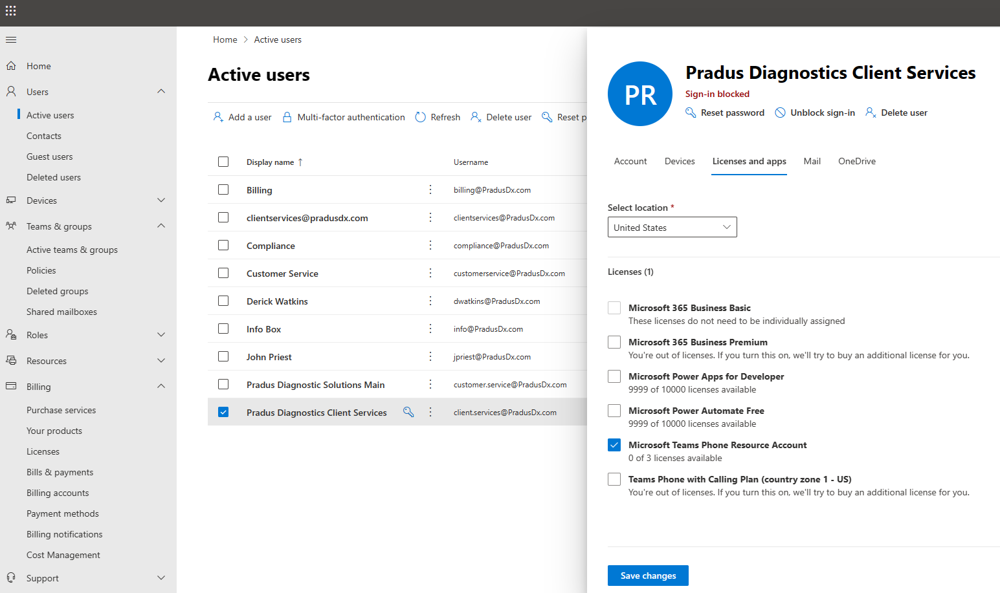 Home
Users
Active users
Contacts
Guest users
Deleted users
Devices
Teams & groups
Active teams & groups
Policies
Deleted groups
Shared mailboxes
Roles
Resources
Billing
Purchase services
Your products
Licenses
Bills & payments
Billing accounts
Payment methods
Billing notifications
Cost Management
Support
Home > Active users
Active users
Add a user Multi-factor authentication Refresh Delete user Reset p
Display name ↑ Username
Billing billing@PradusDx.com
clientservices@pradusdx.com clientservices@PradusDx.com
Compliance compliance@PradusDx.com
Customer Service customerservice@PradusDx.com
Derick Watkins dwatkins@PradusDx.com
Info Box info@PradusDx.com
John Priest jpriest@PradusDx.com
Pradus Diagnostic Solutions Main customer.service@PradusDx.com
Pradus Diagnostics Client Services client.services@PradusDx.com
PR
Pradus Diagnostics Client Services
Sign-in blocked
Reset password Unblock sign-in Delete user
Account Devices Licenses and apps Mail OneDrive
Select location *
United States
Licenses (1)
Microsoft 365 Business Basic
These licenses do not need to be individually assigned
Microsoft 365 Business Premium
You're out of licenses. If you turn this on, we'll try to buy an additional license for you.
Microsoft Power Apps for Developer
9999 of 10000 licenses available
Microsoft Power Automate Free
9999 of 10000 licenses available
Microsoft Teams Phone Resource Account
0 of 3 licenses available
Teams Phone with Calling Plan (country zone 1 - US)
You're out of licenses. If you turn this on, we'll try to buy an additional license for you.
Save changes